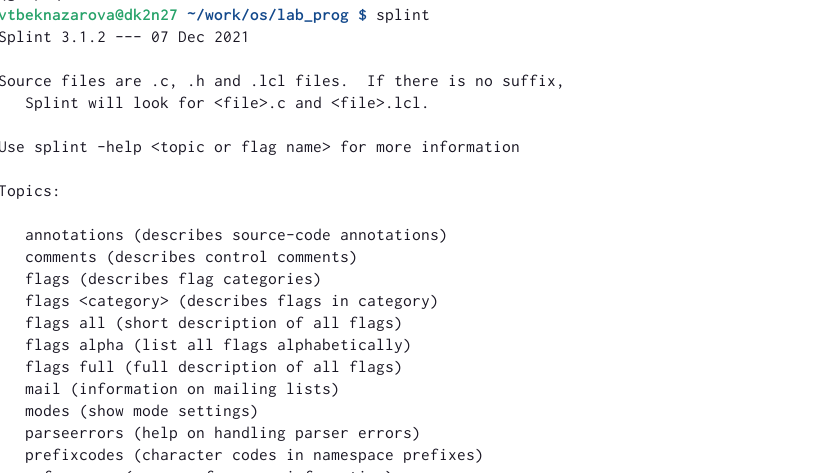 vtbeknazarova@dk2n27 ~/work/os/lab_prog $ splint
Splint 3.1.2 --- 07 Dec 2021
Source files are .c, .h and .lcl files.  If there is no suffix,
Splint will look for <file>.c and <file>.lcl.
Use splint -help <topic or flag name> for more information
Topics:
annotations (describes source-code annotations)
comments (describes control comments)
flags (describes flag categories)
flags <category> (describes flags in category)
flags all (short description of all flags)
flags alpha (list all flags alphabetically)
flags full (full description of all flags)
mail (information on mailing lists)
modes (show mode settings)
parseerrors (help on handling parser errors)
prefixcodes (character codes in namespace prefixes)